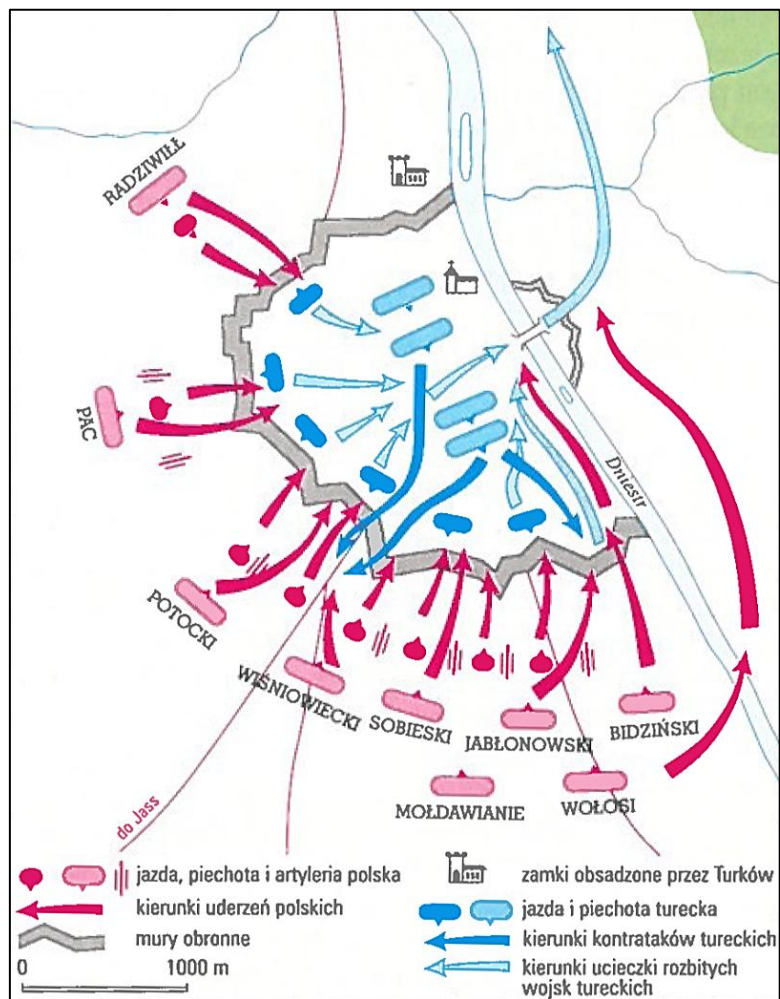 RADZIWIŁŁ
PAC
POTOCKI
WIŚNIOWIECKI
SOBIESKI
JABŁONOWSKI
BIDZIŃSKI
MOŁDAWIANIE
WOŁOSI
Dniestr
do Jass
jazda, piechota i artyleria polska
kierunki uderzeń polskich
mury obronne
0 1000 m
zamki obsadzone przez Turków
jazda i piechota turecka
kierunki kontrataków tureckich
kierunki ucieczki rozbitych
wojsk tureckich